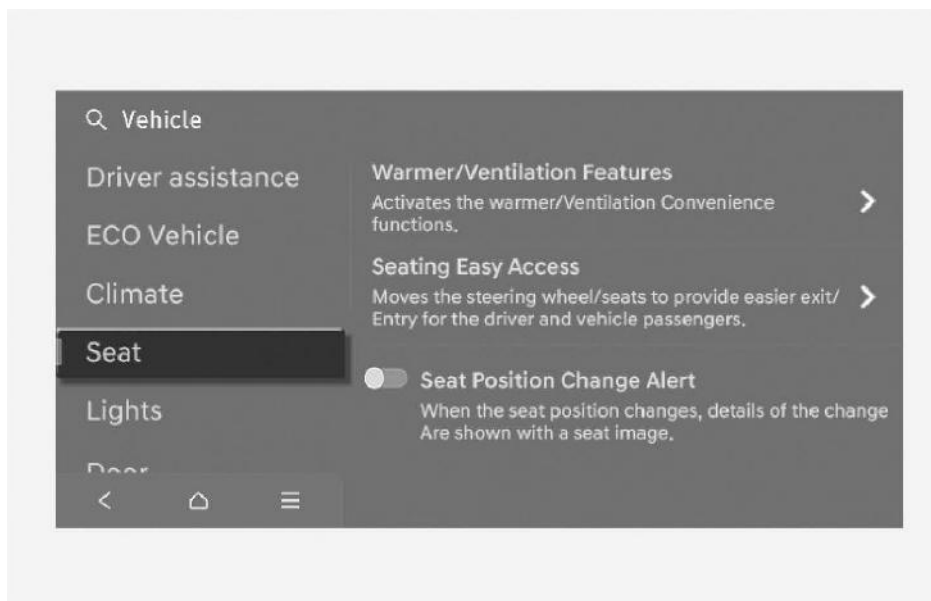 Vehicle
Driver assistance
ECO Vehicle
Climate
Seat
Lights
Door
Warmer/Ventilation Features
Activates the warmer/Ventilation Convenience
functions.
Seating Easy Access
Moves the steering wheel/seats to provide easier exit/
Entry for the driver and vehicle passengers.
Seat Position Change Alert
When the seat position changes, details of the change
Are shown with a seat image.